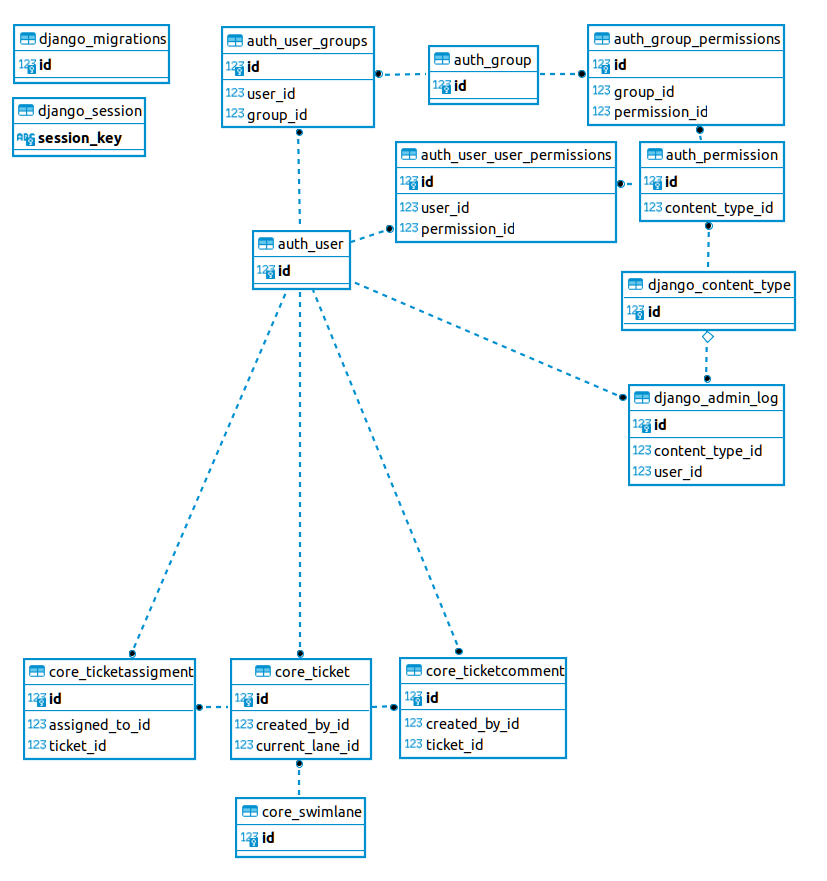 django_migrations
123 id
django_session
ABC session_key
auth_user_groups
123 id
123 user_id
123 group_id
auth_group
123 id
auth_group_permissions
123 id
123 group_id
123 permission_id
auth_user_user_permissions
123 id
123 user_id
123 permission_id
auth_permission
123 id
123 content_type_id
auth_user
123 id
django_content_type
123 id
django_admin_log
123 id
123 content_type_id
123 user_id
core_ticketassigment
123 id
123 assigned_to_id
123 ticket_id
core_ticket
123 id
123 created_by_id
123 current_lane_id
core_ticketcomment
123 id
123 created_by_id
123 ticket_id
core_swimlane
123 id